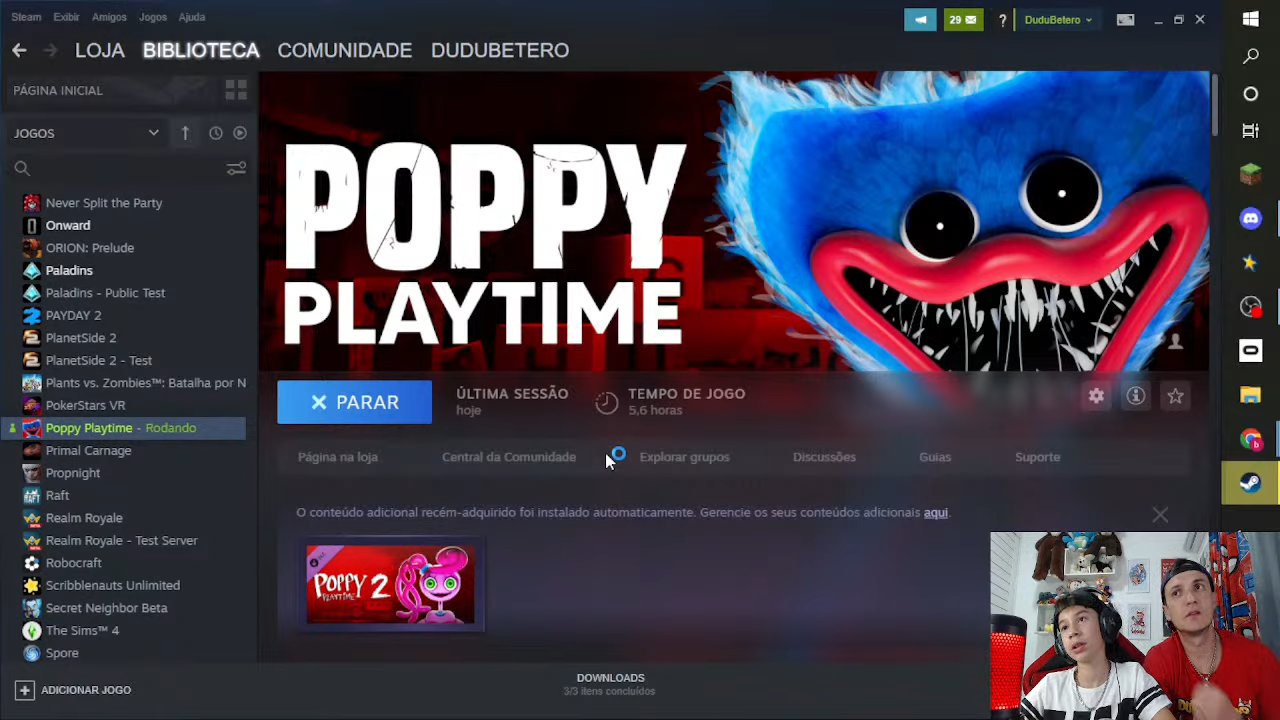 Steam Exibir Amigos Jogos Ajuda
29
?
DuduBetero
LOJA BIBLIOTECA COMUNIDADE DUDUBETERO
PÁGINA INICIAL
JOGOS
Never Split the Party
Onward
ORION: Prelude
Paladins
Paladins - Public Test
PAYDAY 2
PlanetSide 2
PlanetSide 2 - Test
Plants vs. Zombies™: Batalha por N
PokerStars VR
Poppy Playtime - Rodando
Primal Carnage
Propnight
Raft
Realm Royale
Realm Royale - Test Server
Robocraft
Scribblenauts Unlimited
Secret Neighbor Beta
The Sims™ 4
Spore
ADICIONAR JOGO
POPPY
PLAYTIME
PARAR
ÚLTIMA SESSÃO
hoje
TEMPO DE JOGO
5,6 horas
Página na loja Central da Comunidade Explorar grupos Discussões Guias Suporte
O conteúdo adicional recém-adquirido foi instalado automaticamente. Gerencie os seus conteúdos adicionais aqui.
POPPY 2
PLAYTIME
DOWNLOADS
3/3 itens concluídos